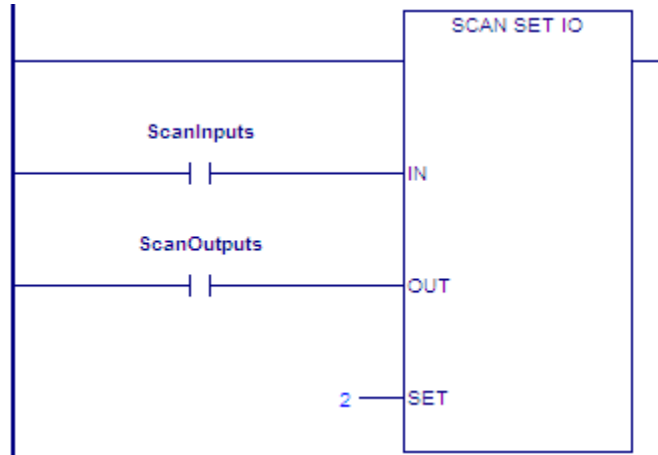 SCAN SET IO
ScanInputs
IN
ScanOutputs
OUT
2 SET